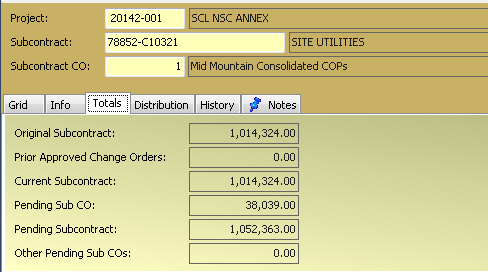 Project: 20142-001 SCL NSC ANNEX
Subcontract: 78852-C10321 SITE UTILITIES
Subcontract CO: 1 Mid Mountain Consolidated COPs
Grid Info Totals Distribution History Notes
Original Subcontract: 1,014,324.00
Prior Approved Change Orders: 0.00
Current Subcontract: 1,014,324.00
Pending Sub CO: 38,039.00
Pending Subcontract: 1,052,363.00
Other Pending Sub COs: 0.00